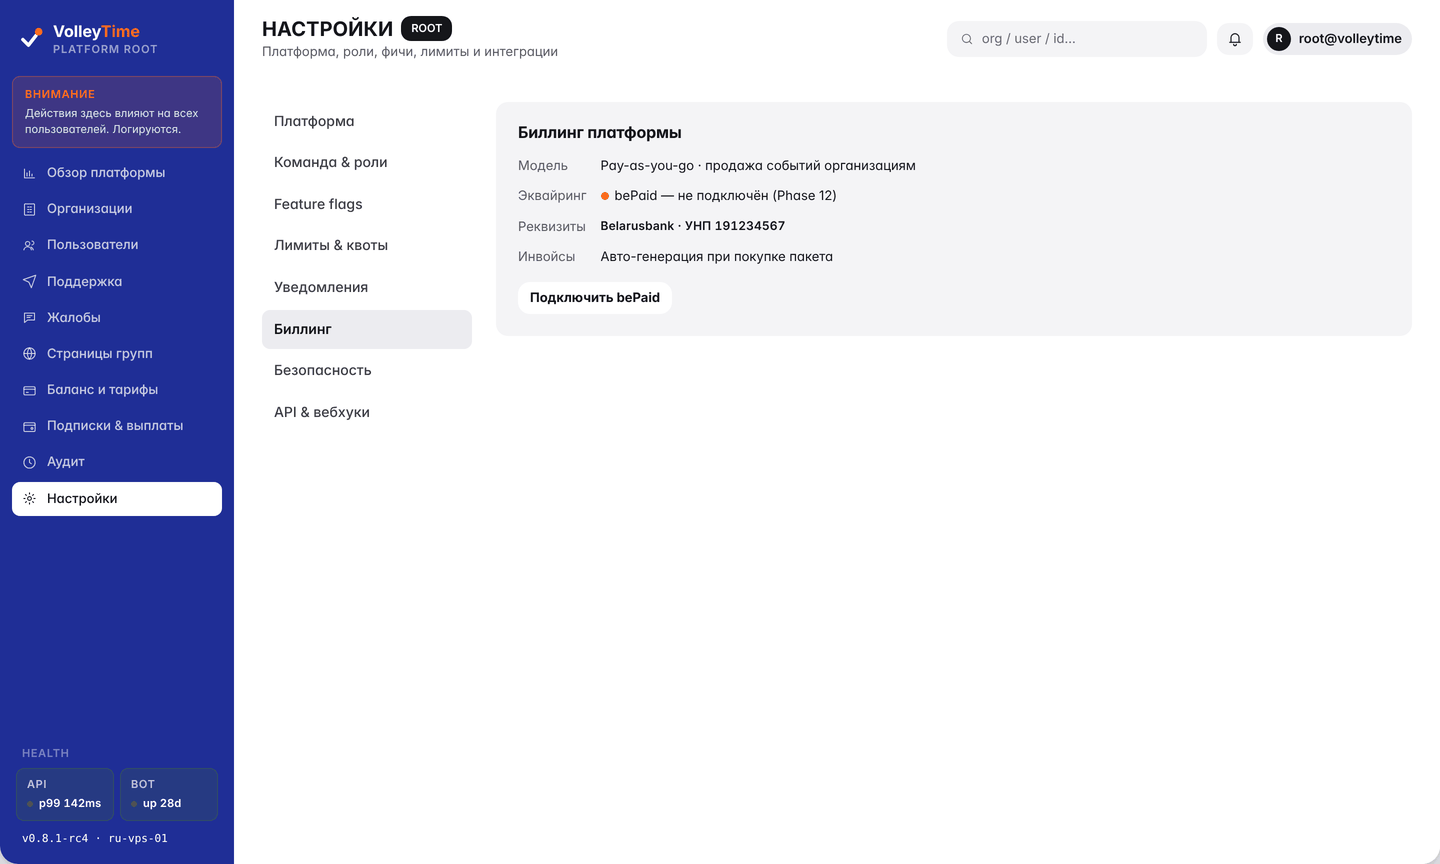 VolleyTime
PLATFORM ROOT
ВНИМАНИЕ
Действия здесь влияют на всех
пользователей. Логируются.
Обзор платформы
Организации
Пользователи
Поддержка
Жалобы
Страницы групп
Баланс и тарифы
Подписки & выплаты
Аудит
Настройки
HEALTH
API
p99 142ms
BOT
up 28d
v0.8.1-rc4 · ru-vps-01
НАСТРОЙКИ ROOT
Платформа, роли, фичи, лимиты и интеграции
org / user / id...
R root@volleytime
Платформа
Команда & роли
Feature flags
Лимиты & квоты
Уведомления
Биллинг
Безопасность
API & вебхуки
Биллинг платформы
Модель Pay-as-you-go · продажа событий организациям
Эквайринг bePaid — не подключён (Phase 12)
Реквизиты Belarusbank · УНП 191234567
Инвойсы Авто-генерация при покупке пакета
Подключить bePaid